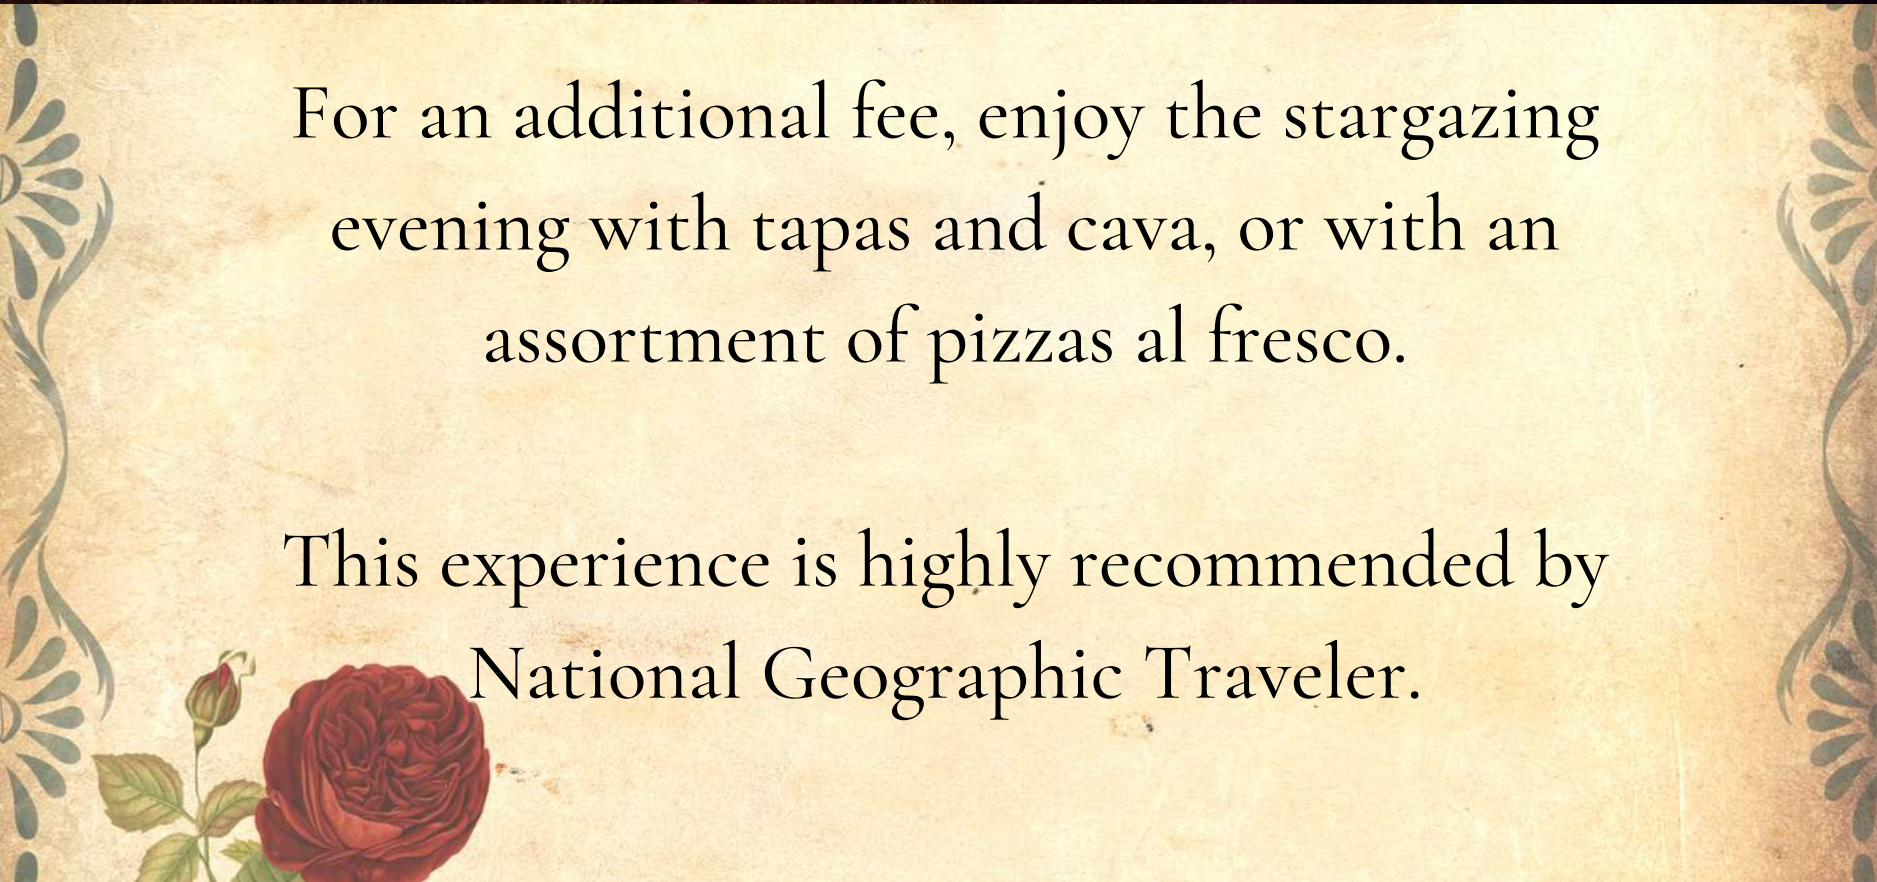 For an additional fee, enjoy the stargazing
evening with tapas and cava, or with an
assortment of pizzas al fresco.
This experience is highly recommended by
National Geographic Traveler.